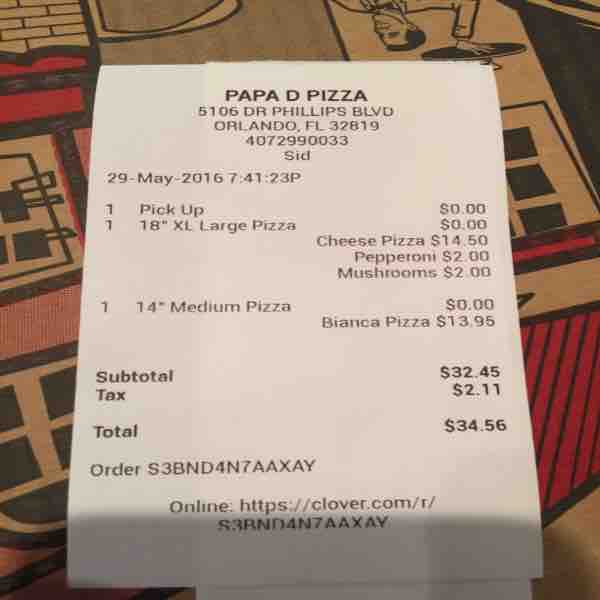 PAPA D PIZZA
5106 DR PHILLIPS BLVD
ORLANDO, FL 32819
4072990033
Sid
29-May-2016 7:41:23P
1 Pick Up $0.00
1 18" XL Large Pizza $0.00
Cheese Pizza $14.50
Pepperoni $2.00
Mushrooms $2.00
1 14" Medium Pizza $0.00
Bianca Pizza $13.95
Subtotal $32.45
Tax $2.11
Total $34.56
Order S3BND4N7AAXAY
Online: https://clover.com/r/
S3BND4N7AAXAY